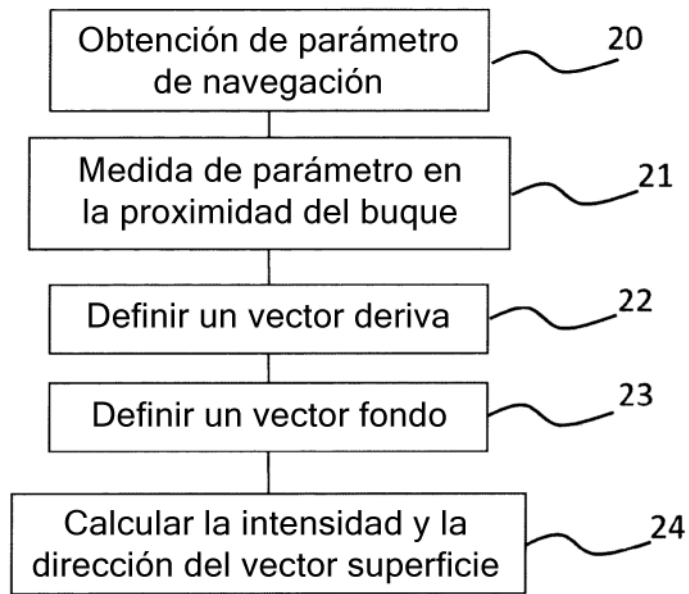 Obtención de parámetro
de navegación
20
Medida de parámetro en
la proximidad del buque
21
Definir un vector deriva
22
Definir un vector fondo
23
Calcular la intensidad y la
dirección del vector superficie
24